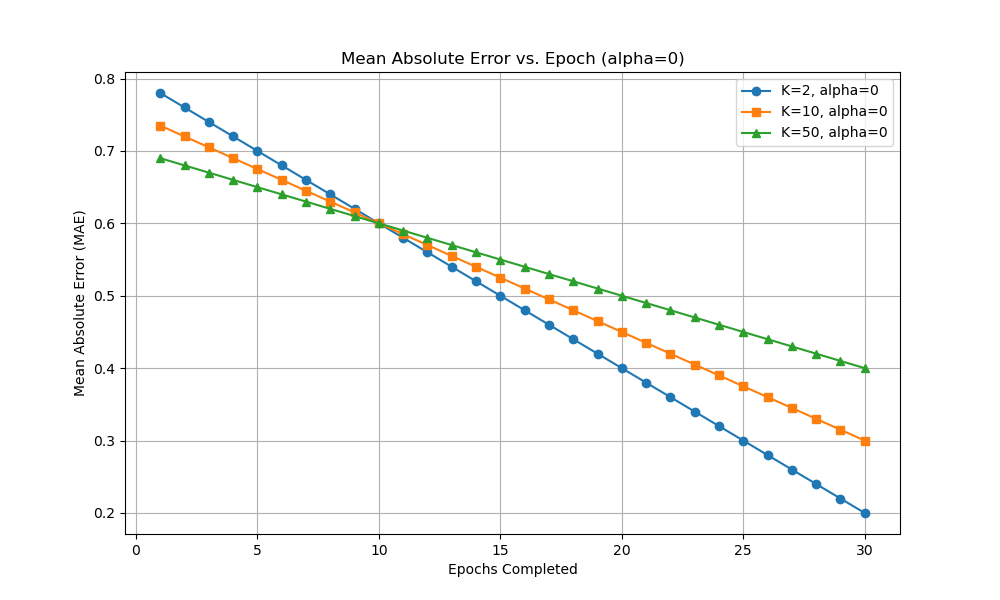 Mean Absolute Error vs. Epoch (alpha=0)
K=2, alpha=0
K=10, alpha=0
K=50, alpha=0
Mean Absolute Error (MAE)
0.8
0.7
0.6
0.5
0.4
0.3
0.2
0 5 10 15 20 25 30
Epochs Completed